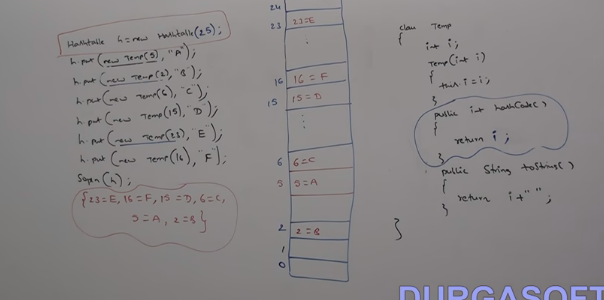 Hashtable h=new Hashtable(25);
h.put(new Temp(5), "A");
h.put(new Temp(2), "B");
h.put(new Temp(6), "C");
h.put(new Temp(15), "D");
h.put(new Temp(23), "E");
h.put(new Temp(16), "F");
Sopln(h);
{23=E, 16=F, 15=D, 6=C,
5=A, 2=B}
24
23 23=E
16 16=F
15 15=D
6 6=C
5 5=A
2 2=B
1
0
class Temp
{
int i;
Temp(int i)
{
this.i=i;
}
public int hashCode()
{
return i;
}
public String toString()
{
return i+"";
}
}
DURGASOFT